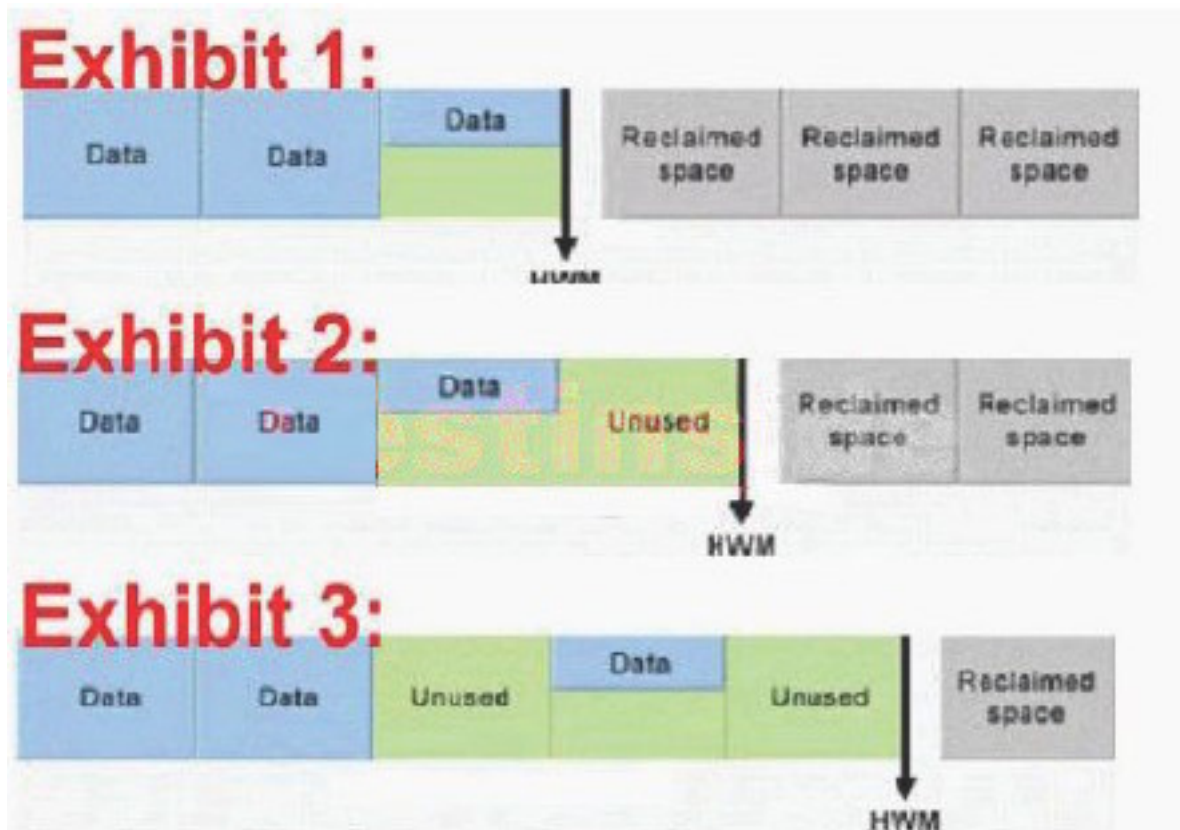 Exhibit 1:
Data Data Data Reclaimed space Reclaimed space Reclaimed space
HWM
Exhibit 2:
Data Data Data Unused Reclaimed space Reclaimed space
HWM
Exhibit 3:
Data Data Unused Data Unused Reclaimed space
HWM